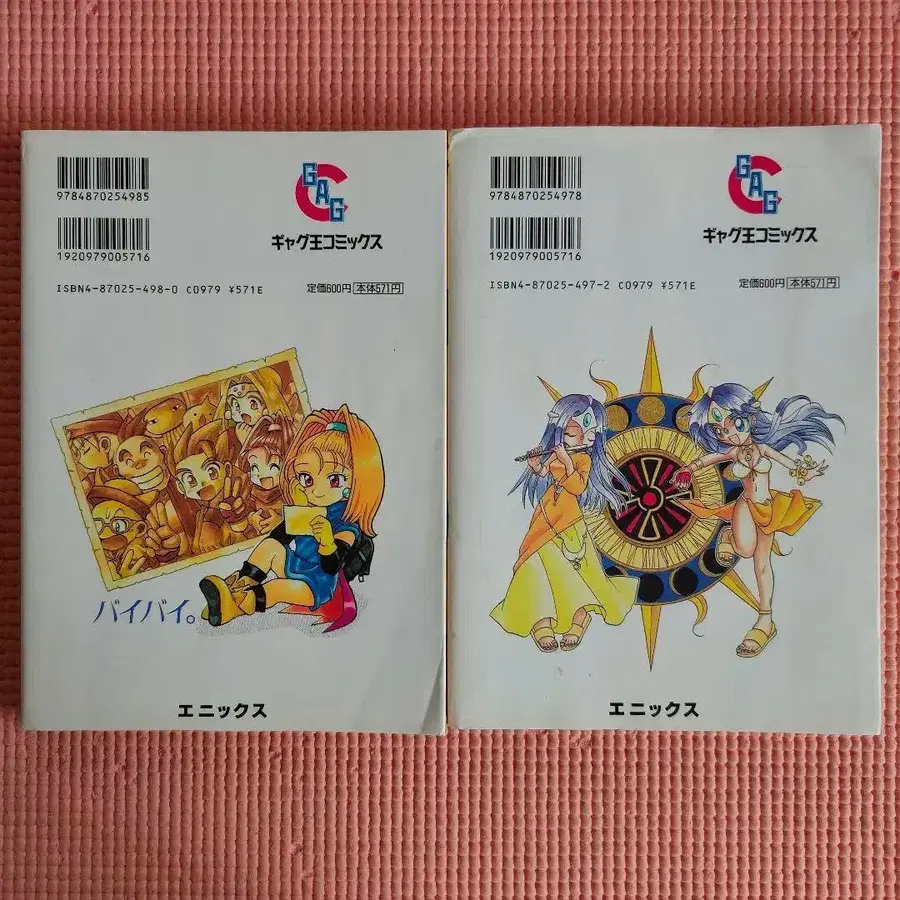 9784870254985
GAG
ギャグ王コミックス
1920979005716
ISBN4-87025-498-0 C0979 ¥571E
定価600円 本体571円
バイバイ。
エニックス
9784870254978
GAG
ギャグ王コミックス
1920979005716
ISBN4-87025-497-2 C0979 ¥571E
定価600円 本体571円
エニックス